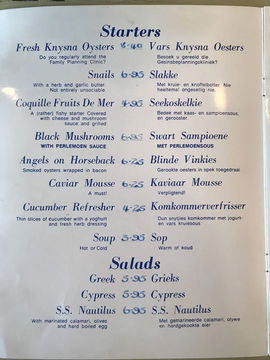 Starters
Fresh Knysna Oysters Vars Knysna Oesters
Do you regularly attend the Besoek u gereeld die
Family Planning Clinic? Gesinsbeplanningskliniek?
Snails 6-95 Slakke
With a herb and garlic butter. Met kruie- en knoffelbotter. Nie
Not entirely unsociable. heeltemal ongesellig nie.
Coquille Fruits De Mer 4-95 Seekoskelkie
A (rather) fishy starter Covered Bedek met kaas- en sampioensous,
with cheese and mushroom en gerooster.
sauce and grilled
Black Mushrooms 6-95 Swart Sampioene
WITH PERLEMOEN SAUCE MET PERLEMOENSOUS
Angels on Horseback 6-25 Blinde Vinkies
Smoked oysters wrapped in bacon Gerookte oesters in spek toegedraai
Caviar Mousse 6-25 Kaviaar Mousse
A must! Verpligtend!
Cucumber Refresher 4-25 Komkommerverfrisser
Thin slices of cucumber with a yoghurt Dun snytjies komkommer met jogurt-
and fresh herb dressing en vars kruiesous
Soup 3-95 Sop
Hot or Cold Warm of koud
Salads
Greek 5-95 Grieks
Cypress 5-95 Cypress
S.S. Nautilus 6-95 S.S. Nautilus
With marinated calamari, olives Met gemarineerde calamari, olywe
and hard boiled egg en hardgekookte eier